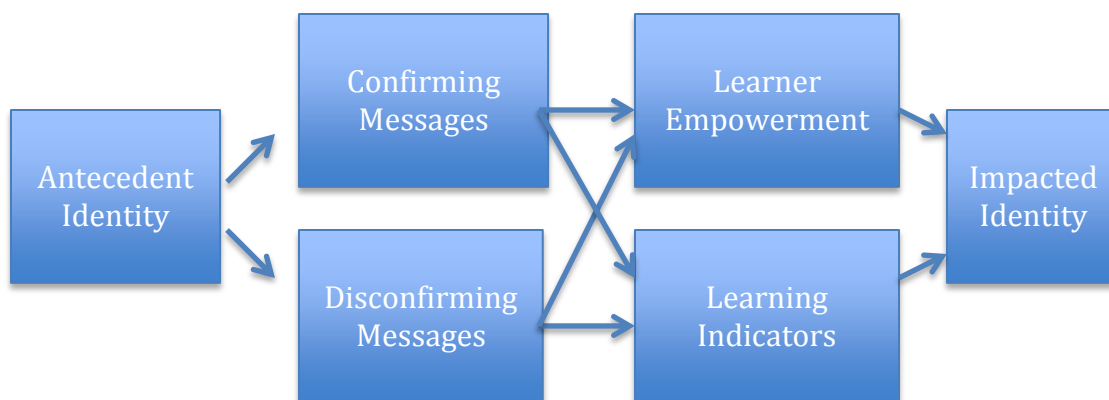 Antecedent
Identity
Confirming
Messages
Disconfirming
Messages
Learner
Empowerment
Learning
Indicators
Impacted
Identity